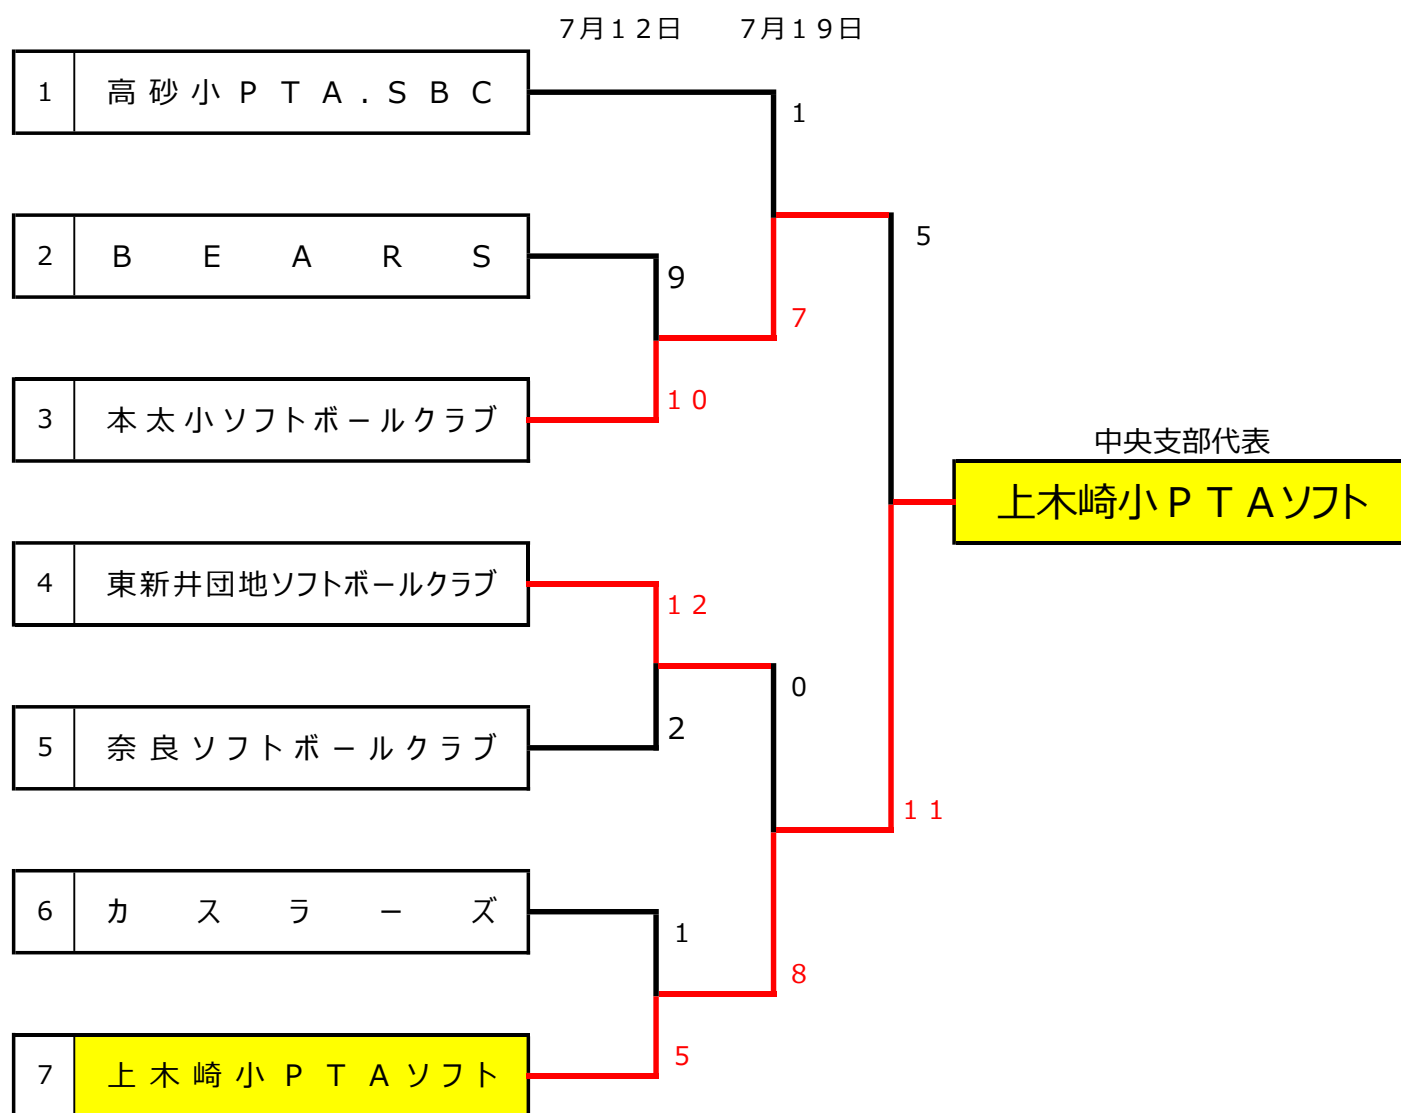 7月１２日　7月１９日
1 高砂小ＰＴＡ．ＳＢＣ
1
2 ＢＥＡＲＳ
5
9
7
3 本太小ソフトボールクラブ
１０
中央支部代表
上木崎小ＰＴＡソフト
4 東新井団地ソフトボールクラブ
１２
0
5 奈良ソフトボールクラブ
2
１１
6 カスラーズ
1
8
7 上木崎小ＰＴＡソフト
5